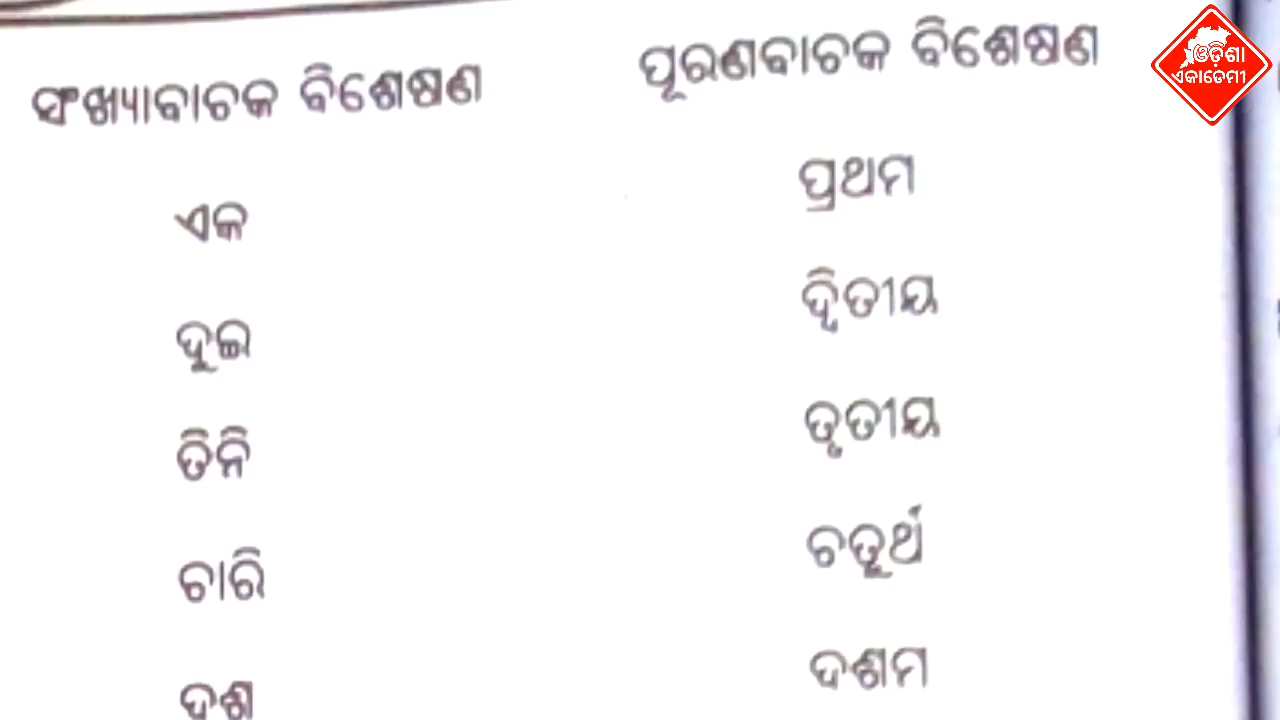 ସଂଖ୍ୟାବାଚକ ବିଶେଷଣ ପୂରଣବାଚକ ବିଶେଷଣ
ଏକ ପ୍ରଥମ
ଦୁଇ ଦ୍ୱିତୀୟ
ତିନି ତୃତୀୟ
ଚାରି ଚତୁର୍ଥ
ଦଶ ଦଶମ
ଓଡ଼ିଶା
ଏକାଡେମୀ